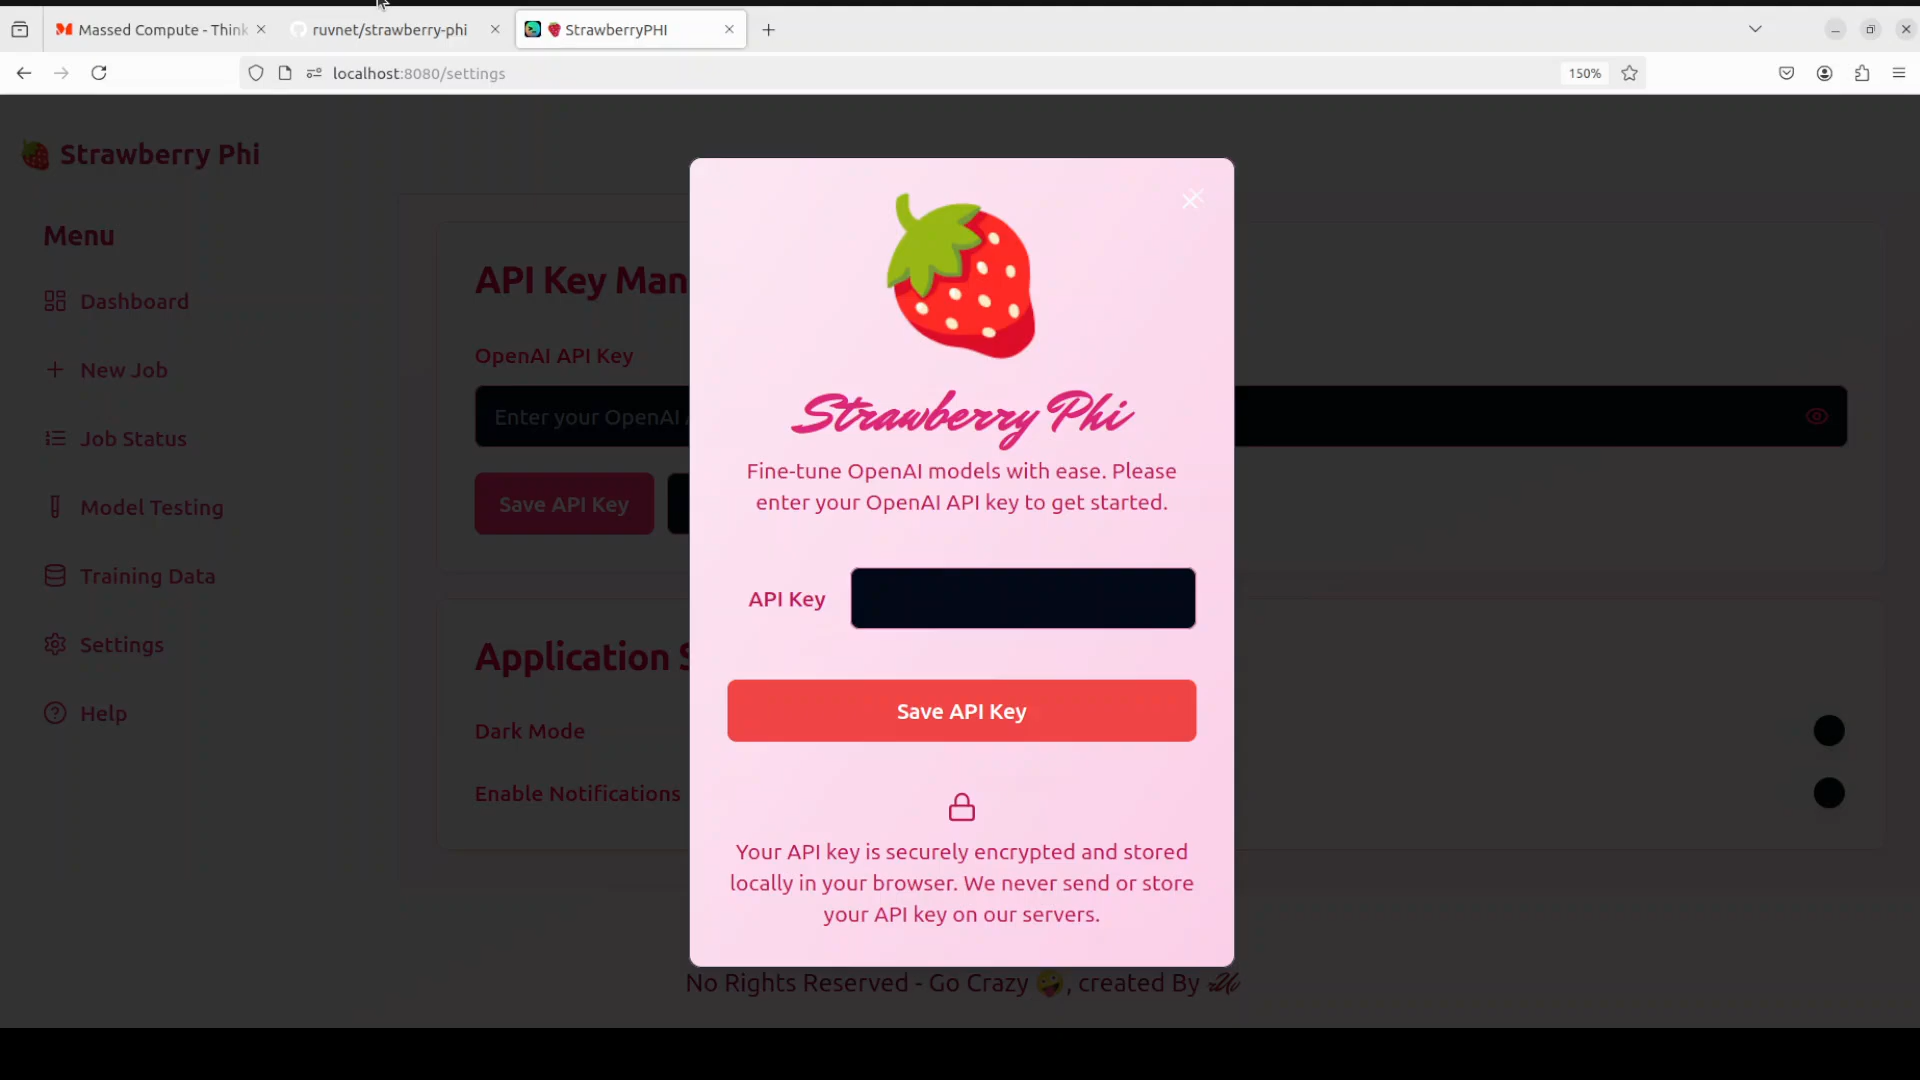 Massed Compute - Think
ruvnet/strawberry-phi
StrawberryPHI
localhost:8080/settings
150%
Strawberry Phi
Menu
Dashboard
New Job
Job Status
Model Testing
Training Data
Settings
Help
API Key Man
OpenAI API Key
Enter your OpenAI
Save API Key
Application S
Dark Mode
Enable Notifications
Strawberry Phi
Fine-tune OpenAI models with ease. Please
enter your OpenAI API key to get started.
API Key
Save API Key
Your API key is securely encrypted and stored
locally in your browser. We never send or store
your API key on our servers.
No Rights Reserved - Go Crazy 🤪, created By